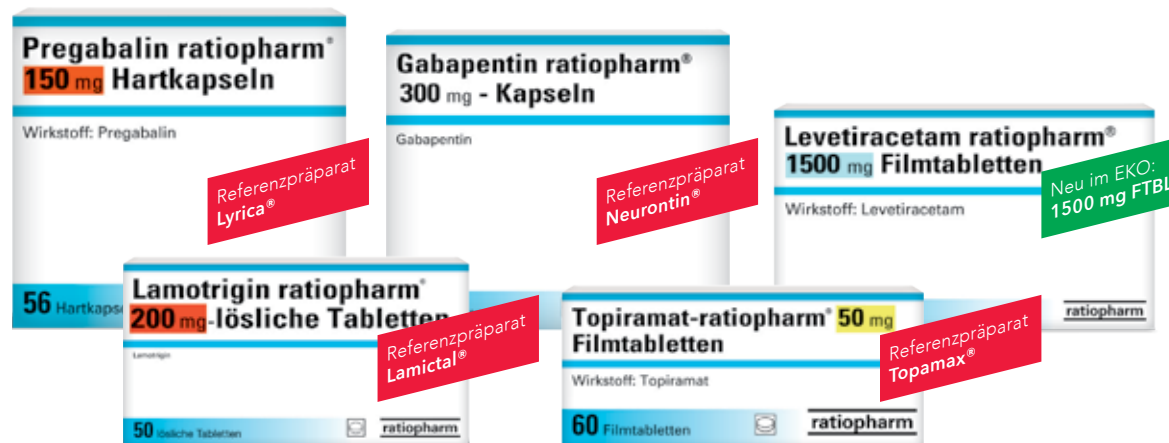 Pregabalin ratiopharm®
150 mg Hartkapseln
Wirkstoff: Pregabalin
Referenzpräparat
Lyrica®
56
Gabapentin ratiopharm®
300 mg - Kapseln
Gabapentin
Referenzpräparat
Neurontin®
Levetiracetam ratiopharm®
1500 mg Filmtabletten
Wirkstoff: Levetiracetam
Neu im EKO:
1500 mg FTBL
ratiopharm
Lamotrigin ratiopharm®
200 mg-lösliche Tabletten
Lamotrigin
Referenzpräparat
Lamictal®
50 lösliche Tabletten
ratiopharm
Topiramat-ratiopharm® 50 mg
Filmtabletten
Wirkstoff: Topiramat
Referenzpräparat
Topamax®
60 Filmtabletten
ratiopharm